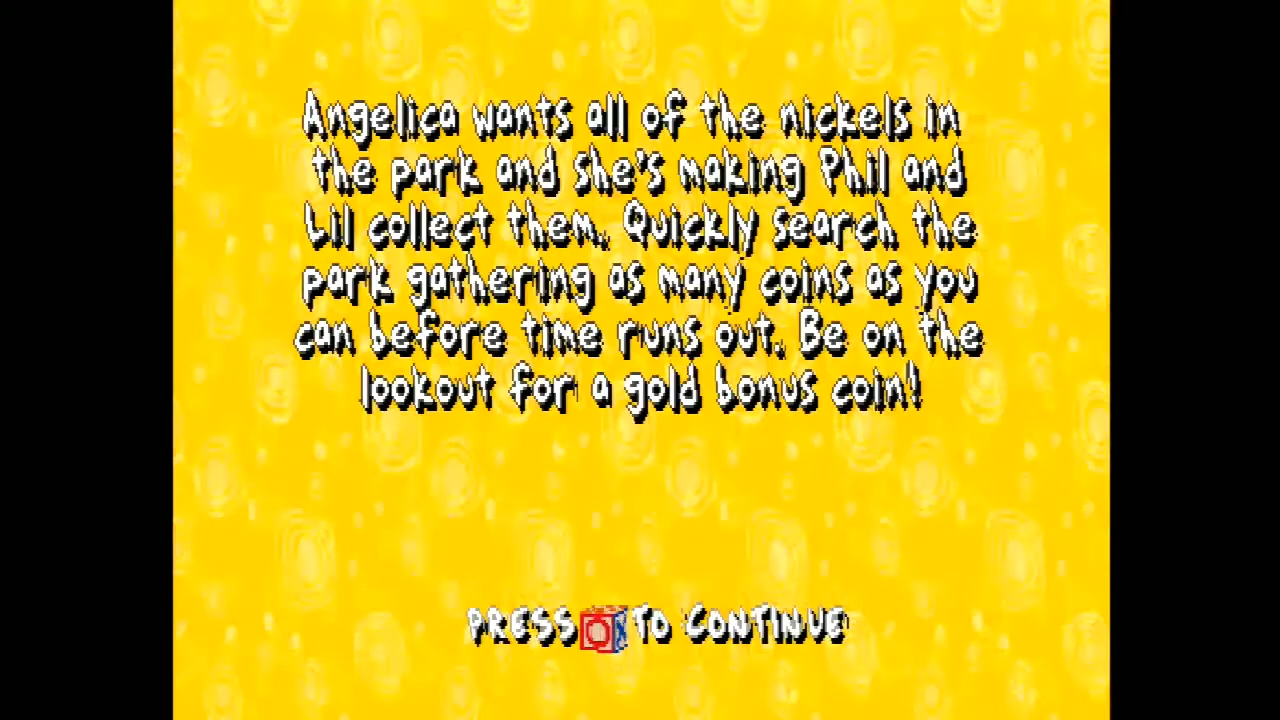 Angelica wants all of the nickels in
the park and she's making Phil and
Lil collect them. Quickly search the
park gathering as many coins as you
can before time runs out. Be on the
lookout for a gold bonus coin!
PRESS O X TO CONTINUE